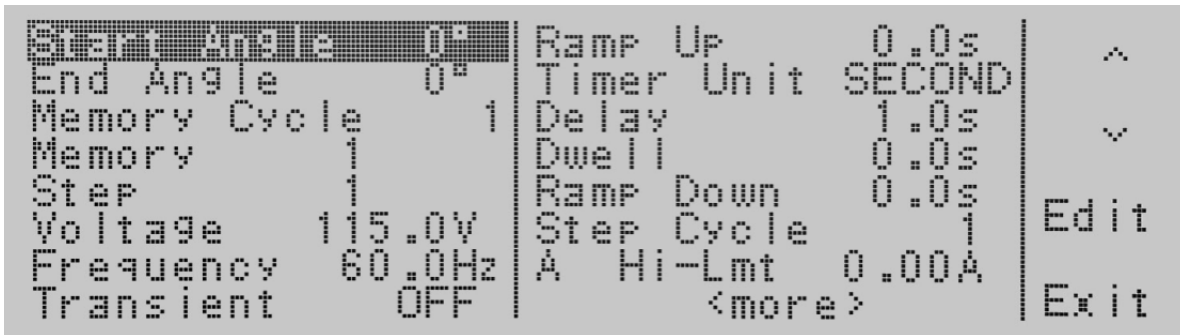 Start Angle 0°
End Angle 0°
Memory Cycle 1
Memory 1
Step 1
Voltage 115.0V
Frequency 60.0Hz
Transient OFF
Ramp Up 0.0s
Timer Unit SECOND
Delay 1.0s
Dwell 0.0s
Ramp Down 0.0s
Step Cycle 1
A Hi-Lmt 0.00A
<more>
^
v
Edit
Exit